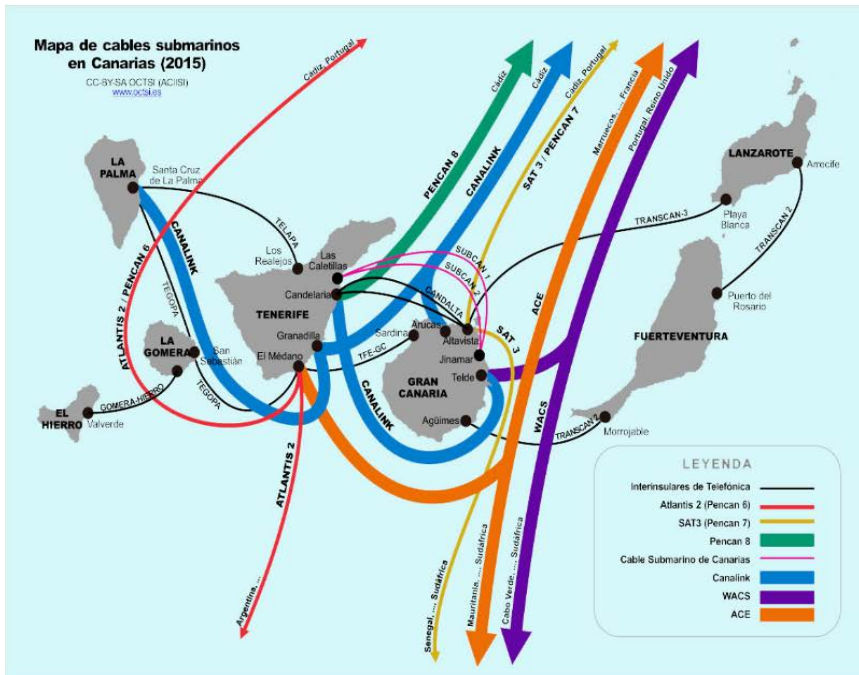 Mapa de cables submarinos
en Canarias (2015)
CC-BY-SA OCTSI (ACIISI)
www.octsi.es
Cádiz, Portugal
Cádiz
Cádiz
Cádiz, Portugal
Marruecos, .... Francia
Portugal, Reino Unido
LA
PALMA
Santa Cruz
de La Palma
TELAPA
CANALINK
ATLANTIS 2 / PENCAN 6
TEGOPA
PENCAN 8
CANALINK
SAT 3 / PENCAN 7
LANZAROTE
Arrecife
Playa
Blanca
TRANSCAN-3
TRANSCAN 2
Los
Realejos
Las
Caletillas
Candelaria
TENERIFE
Granadilla
El Médano
SUBCAN 1
SUBCAN 2
CANDALTA
ACE
Puerto del
Rosario
FUERTEVENTURA
LA
GOMERA
San
Sebastián
TEGOPA
GOMERA-HIERRO
EL
HIERRO
Valverde
Sardina
TFE-GC
Arucas
Altavista
Jinamar
Telde
SAT 3
GRAN
CANARIA
Agüimes
CANALINK
WACS
TRANSCAN 2
Morrojable
ATLANTIS 2
Argentina, ...
Senegal, .... Sudáfrica
Mauritania, .... Sudáfrica
Cabo Verde, .... Sudáfrica
LEYENDA
Interinsulares de Telefónica
Atlantis 2 (Pencan 6)
SAT3 (Pencan 7)
Pencan 8
Cable Submarino de Canarias
Canalink
WACS
ACE